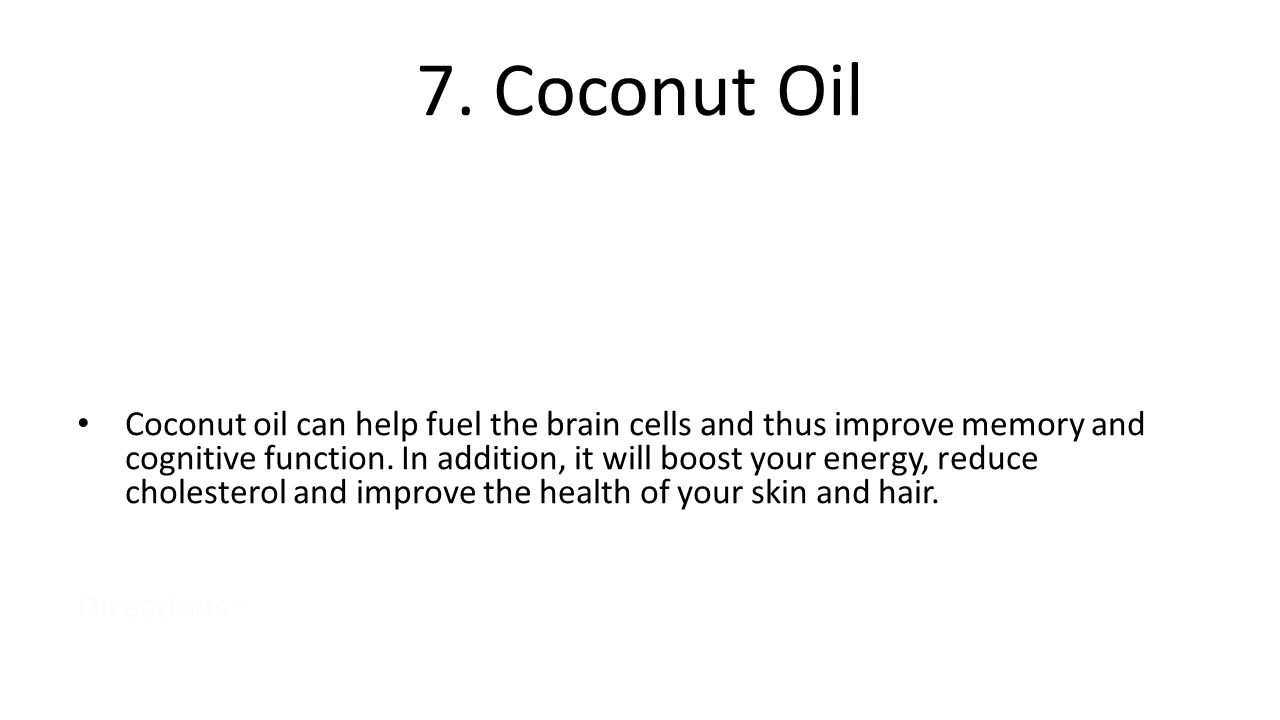 7. Coconut Oil
• Coconut oil can help fuel the brain cells and thus improve memory and
cognitive function. In addition, it will boost your energy, reduce
cholesterol and improve the health of your skin and hair.
Directions